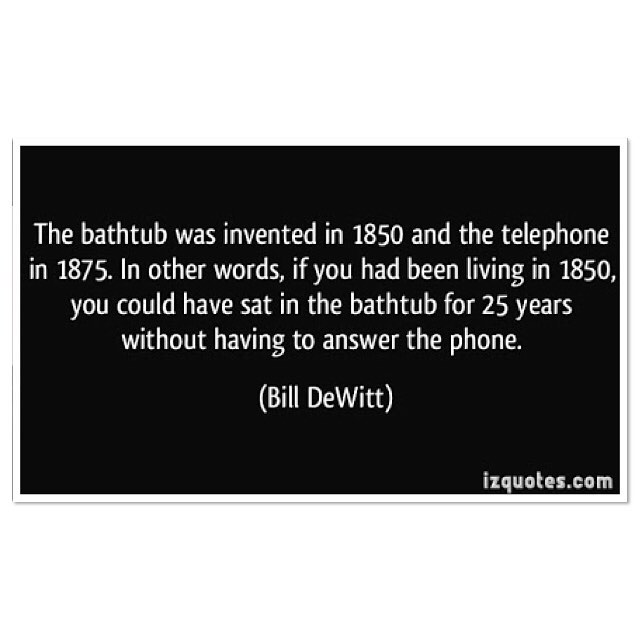 The bathtub was invented in 1850 and the telephone
in 1875. In other words, if you had been living in 1850,
you could have sat in the bathtub for 25 years
without having to answer the phone.
(Bill DeWitt)
izquotes.com